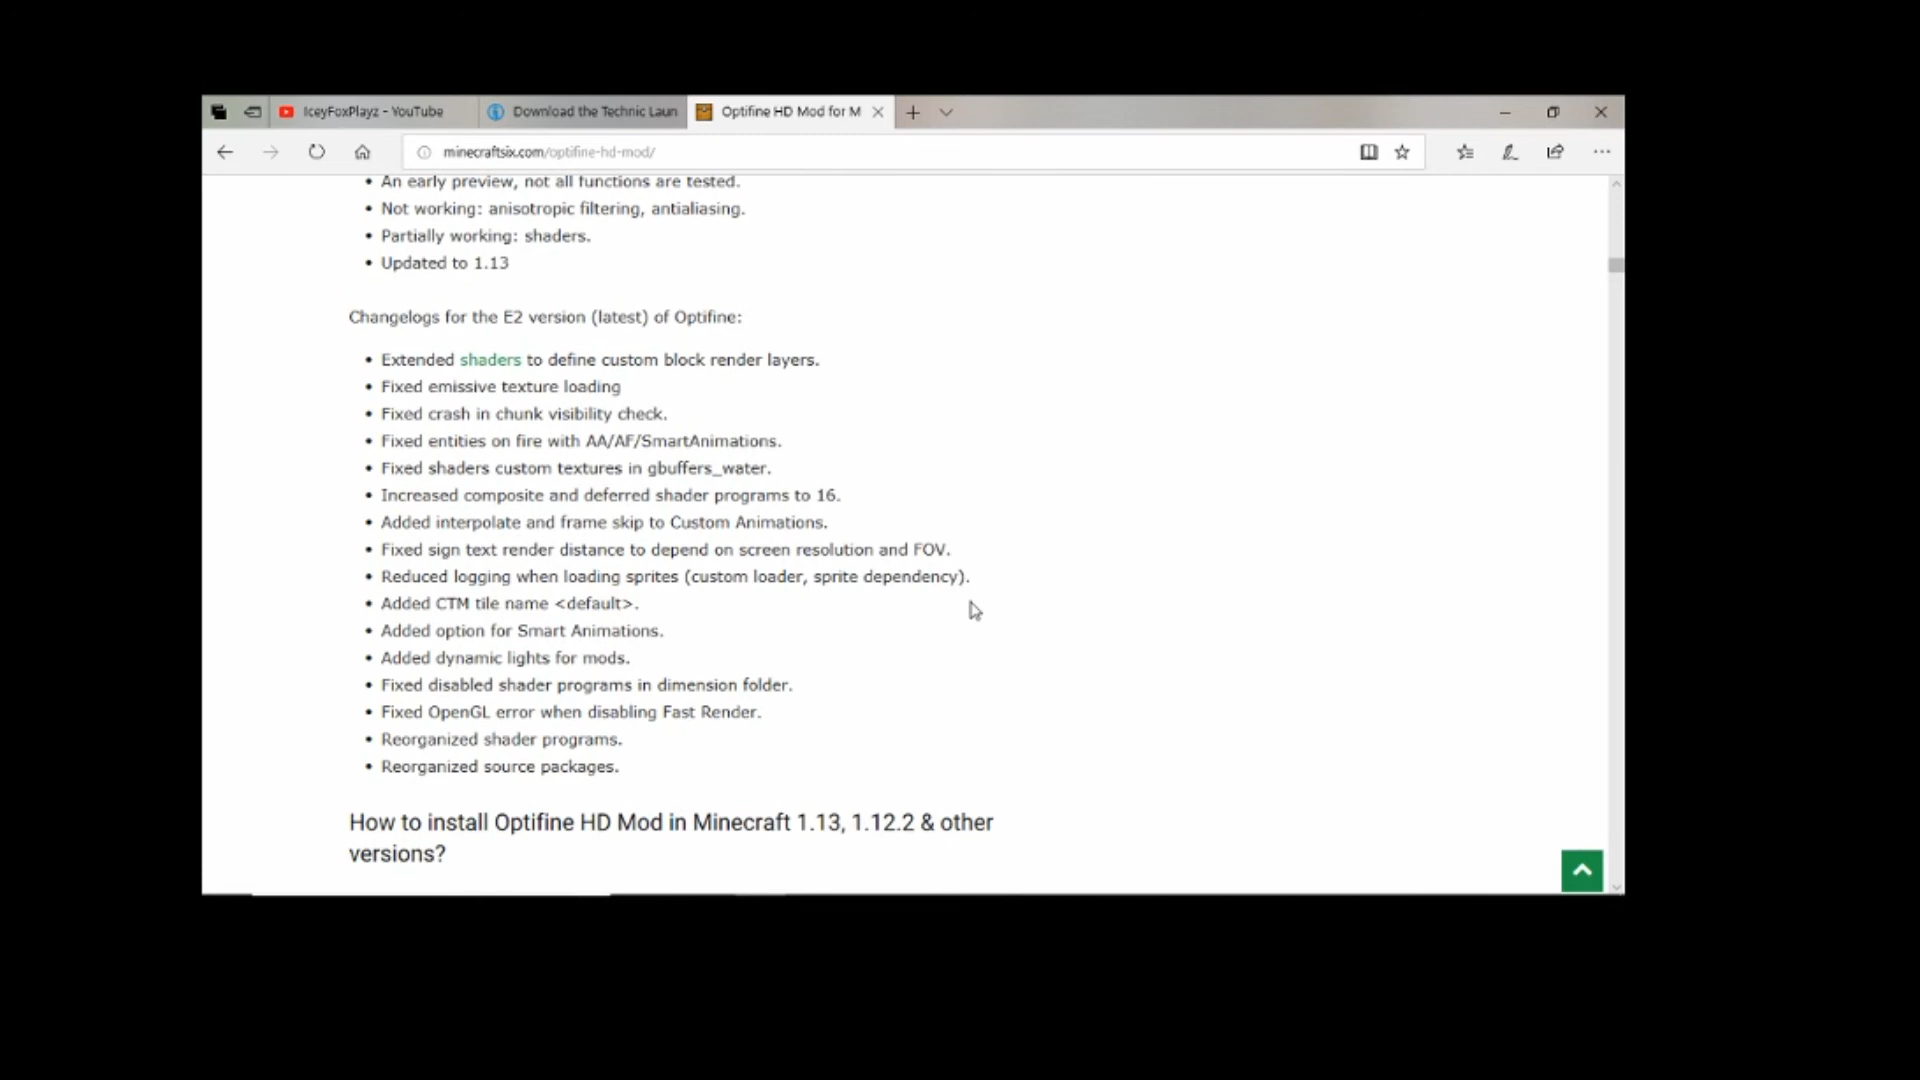 IceyFoxPlayz - YouTube
Download the Technic Laun
Optifine HD Mod for M
minecraftsix.com/optifine-hd-mod/
• An early preview, not all functions are tested.
• Not working: anisotropic filtering, antialiasing.
• Partially working: shaders.
• Updated to 1.13
Changelogs for the E2 version (latest) of Optifine:
• Extended shaders to define custom block render layers.
• Fixed emissive texture loading
• Fixed crash in chunk visibility check.
• Fixed entities on fire with AA/AF/SmartAnimations.
• Fixed shaders custom textures in gbuffers_water.
• Increased composite and deferred shader programs to 16.
• Added interpolate and frame skip to Custom Animations.
• Fixed sign text render distance to depend on screen resolution and FOV.
• Reduced logging when loading sprites (custom loader, sprite dependency).
• Added CTM tile name <default>.
• Added option for Smart Animations.
• Added dynamic lights for mods.
• Fixed disabled shader programs in dimension folder.
• Fixed OpenGL error when disabling Fast Render.
• Reorganized shader programs.
• Reorganized source packages.
How to install Optifine HD Mod in Minecraft 1.13, 1.12.2 & other
versions?